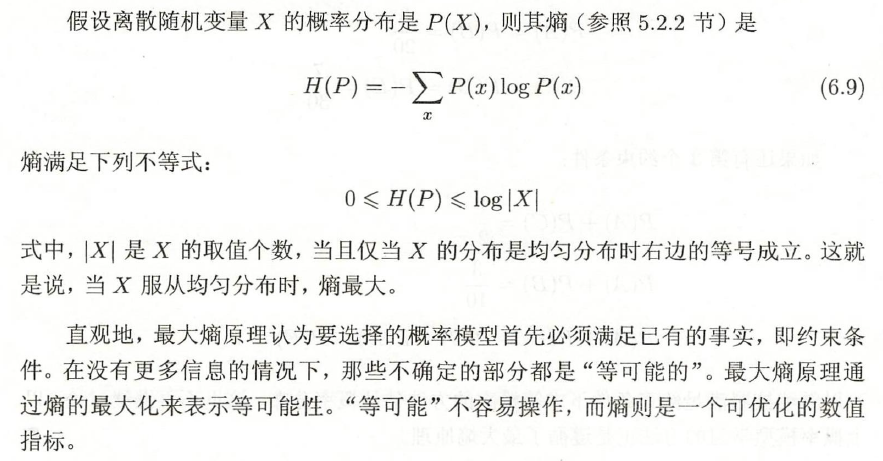 假设离散随机变量 X 的概率分布是 P(X)，则其熵（参照 5.2.2 节）是
H(P) = −∑ₓ P(x) log P(x) (6.9)
熵满足下列不等式：
0 ⩽ H(P) ⩽ log|X|
式中，|X| 是 X 的取值个数，当且仅当 X 的分布是均匀分布时右边的等号成立。这就
是说，当 X 服从均匀分布时，熵最大。
直观地，最大熵原理认为要选择的概率模型首先必须满足已有的事实，即约束条
件。在没有更多信息的情况下，那些不确定的部分都是“等可能的”。最大熵原理通
过熵的最大化来表示等可能性。“等可能”不容易操作，而熵则是一个可优化的数值
指标。